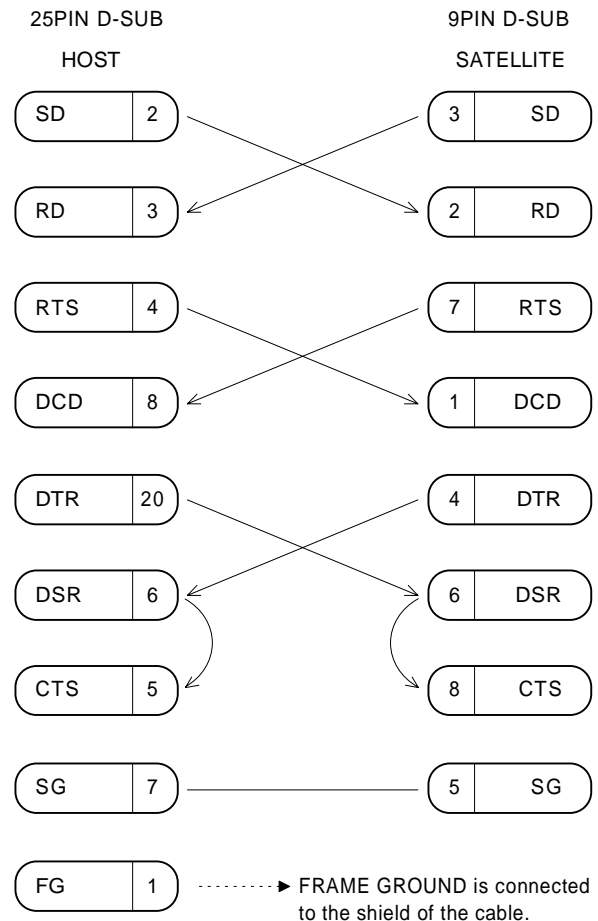 25PIN D-SUB 9PIN D-SUB
HOST SATELLITE
SD 2 3 SD
RD 3 2 RD
RTS 4 7 RTS
DCD 8 1 DCD
DTR 20 4 DTR
DSR 6 6 DSR
CTS 5 8 CTS
SG 7 5 SG
FG 1 FRAME GROUND is connected
to the shield of the cable.